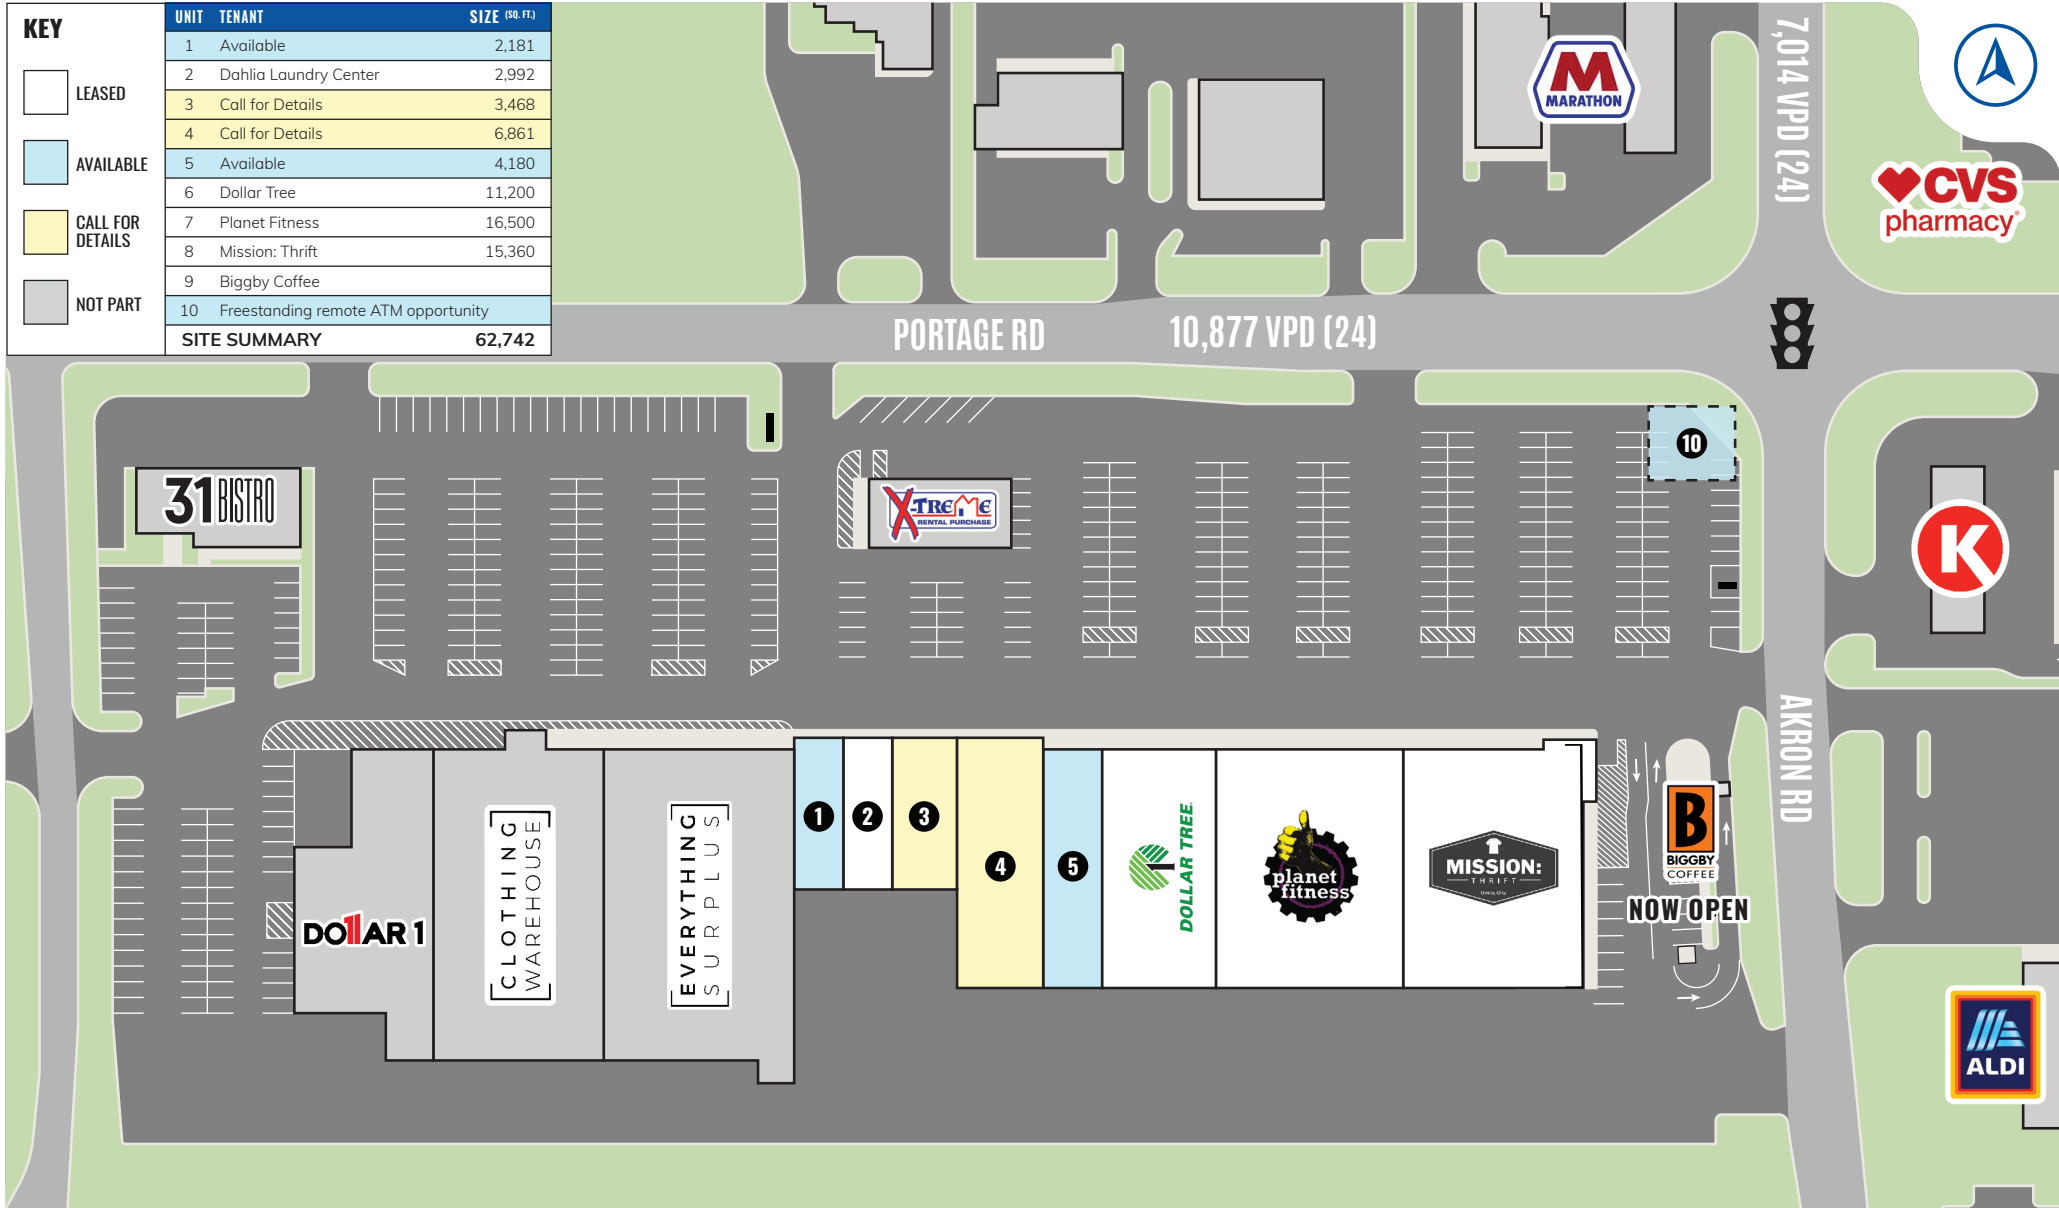 KEY
LEASED
AVAILABLE
CALL FOR
DETAILS
NOT PART
UNIT TENANT SIZE (SQ. FT.)
1 Available 2,181
2 Dahlia Laundry Center 2,992
3 Call for Details 3,468
4 Call for Details 6,861
5 Available 4,180
6 Dollar Tree 11,200
7 Planet Fitness 16,500
8 Mission: Thrift 15,360
9 Biggby Coffee
10 Freestanding remote ATM opportunity
SITE SUMMARY 62,742
M
MARATHON
7,014 VPD (24)
CVS
pharmacy
PORTAGE RD 10,877 VPD (24)
10
31 BISTRO
X-TREME
RENTAL PURCHASE
K
AKRON RD
DOLLAR 1
CLOTHING
WAREHOUSE
EVERYTHING
SURPLUS
1
2
3
4
5
DOLLAR TREE
planet
fitness
MISSION:
THRIFT
B
BIGGBY
COFFEE
NOW OPEN
ALDI